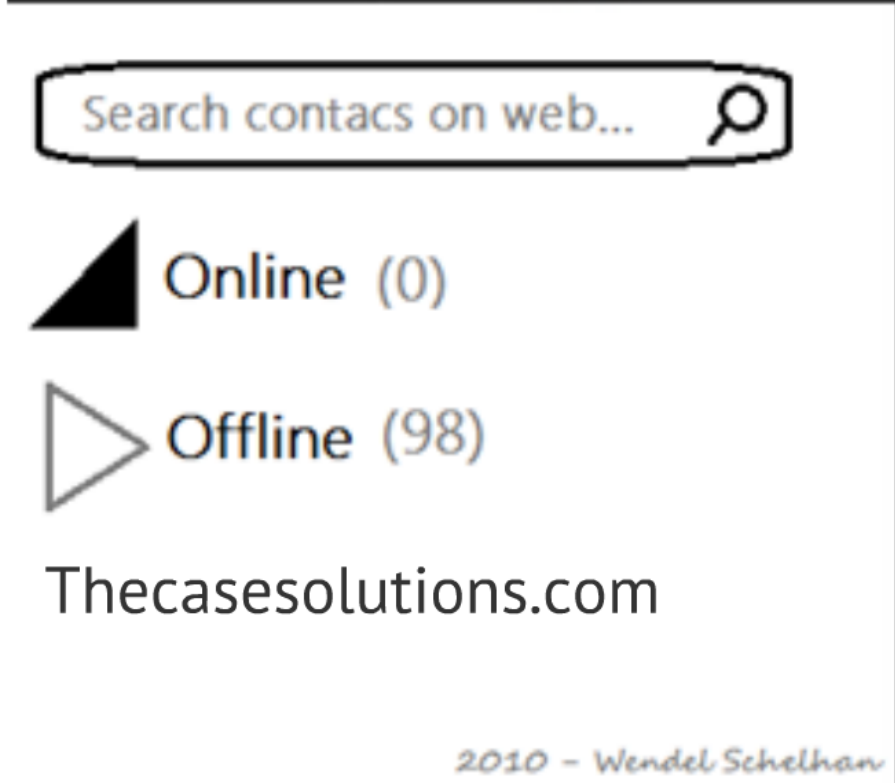 Search contacs on web...
Online (0)
Offline (98)
Thecasesolutions.com
2010 - Wendel Schelhan